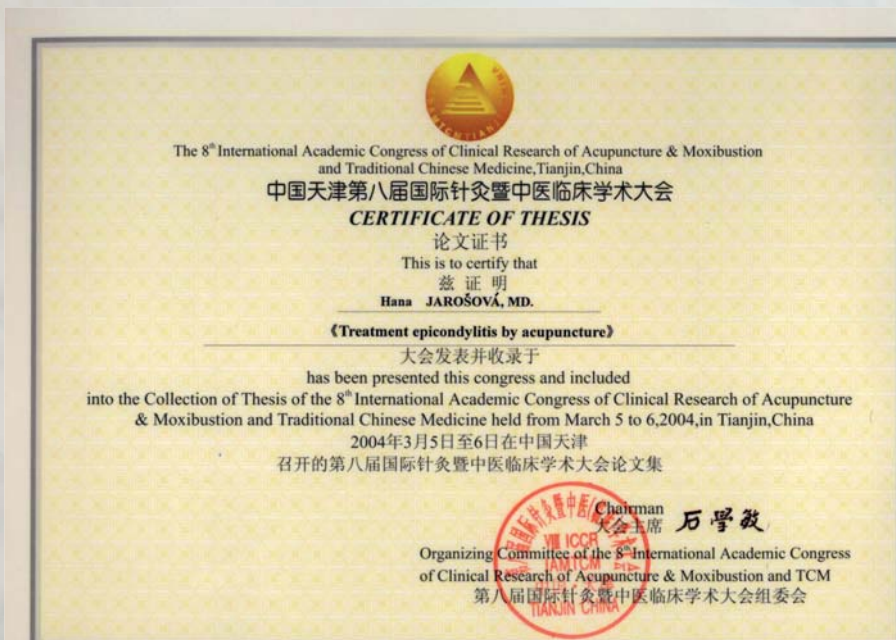 The 8th International Academic Congress of Clinical Research of Acupuncture & Moxibustion
and Traditional Chinese Medicine,Tianjin,China
中国天津第八届国际针灸暨中医临床学术大会
CERTIFICATE OF THESIS
论文证书
This is to certify that
兹 证 明
Hana JAROŠOVÁ, MD.
《Treatment epicondylitis by acupuncture》
大会发表并收录于
has been presented this congress and included
into the Collection of Thesis of the 8th International Academic Congress of Clinical Research of Acupuncture
& Moxibustion and Traditional Chinese Medicine held from March 5 to 6,2004,in Tianjin,China
2004年3月5日至6日在中国天津
召开的第八届国际针灸暨中医临床学术大会论文集
Chairman
大会主席 石學敏
Organizing Committee of the 8th International Academic Congress
of Clinical Research of Acupuncture & Moxibustion and TCM
第八届国际针灸暨中医临床学术大会组委会
VIII ICCR
IAMTCM
TIANJIN CHINA